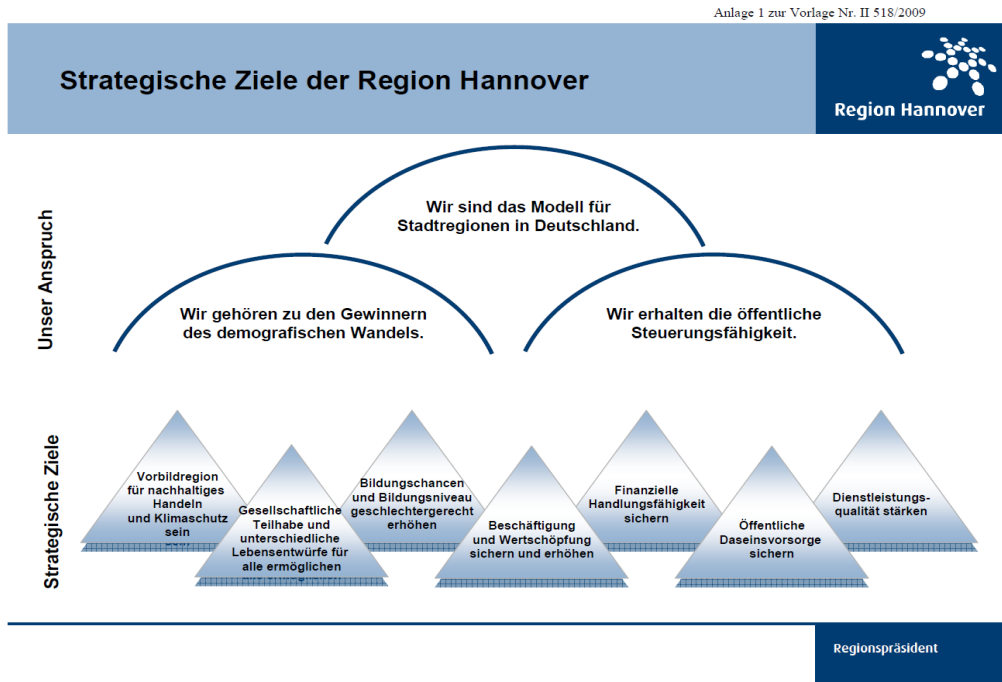 Anlage 1 zur Vorlage Nr. II 518/2009
Strategische Ziele der Region Hannover
Region Hannover
Unser Anspruch
Wir sind das Modell für
Stadtregionen in Deutschland.
Wir gehören zu den Gewinnern
des demografischen Wandels.
Wir erhalten die öffentliche
Steuerungsfähigkeit.
Strategische Ziele
Vorbildregion
für nachhaltiges
Handeln
und Klimaschutz
sein
Gesellschaftliche
Teilhabe und
unterschiedliche
Lebensentwürfe für
alle ermöglichen
Bildungschancen
und Bildungsniveau
geschlechtergerecht
erhöhen
Beschäftigung
und Wertschöpfung
sichern und erhöhen
Finanzielle
Handlungsfähigkeit
sichern
Öffentliche
Daseinsvorsorge
sichern
Dienstleistungs-
qualität stärken
Regionspräsident